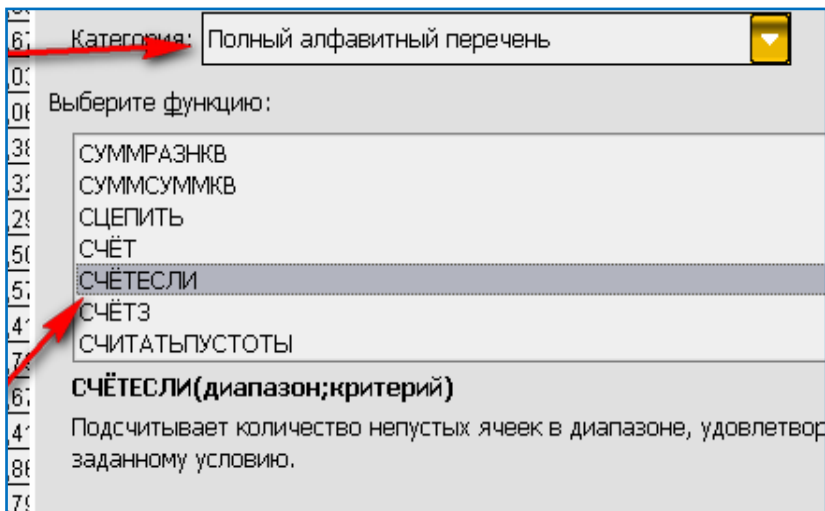 Категория: Полный алфавитный перечень
Выберите функцию:
СУММРАЗНКВ
СУММСУММКВ
СЦЕПИТЬ
СЧЁТ
СЧЁТЕСЛИ
СЧЁТЗ
СЧИТАТЬПУСТОТЫ
СЧЁТЕСЛИ(диапазон;критерий)
Подсчитывает количество непустых ячеек в диапазоне,
заданному условию.